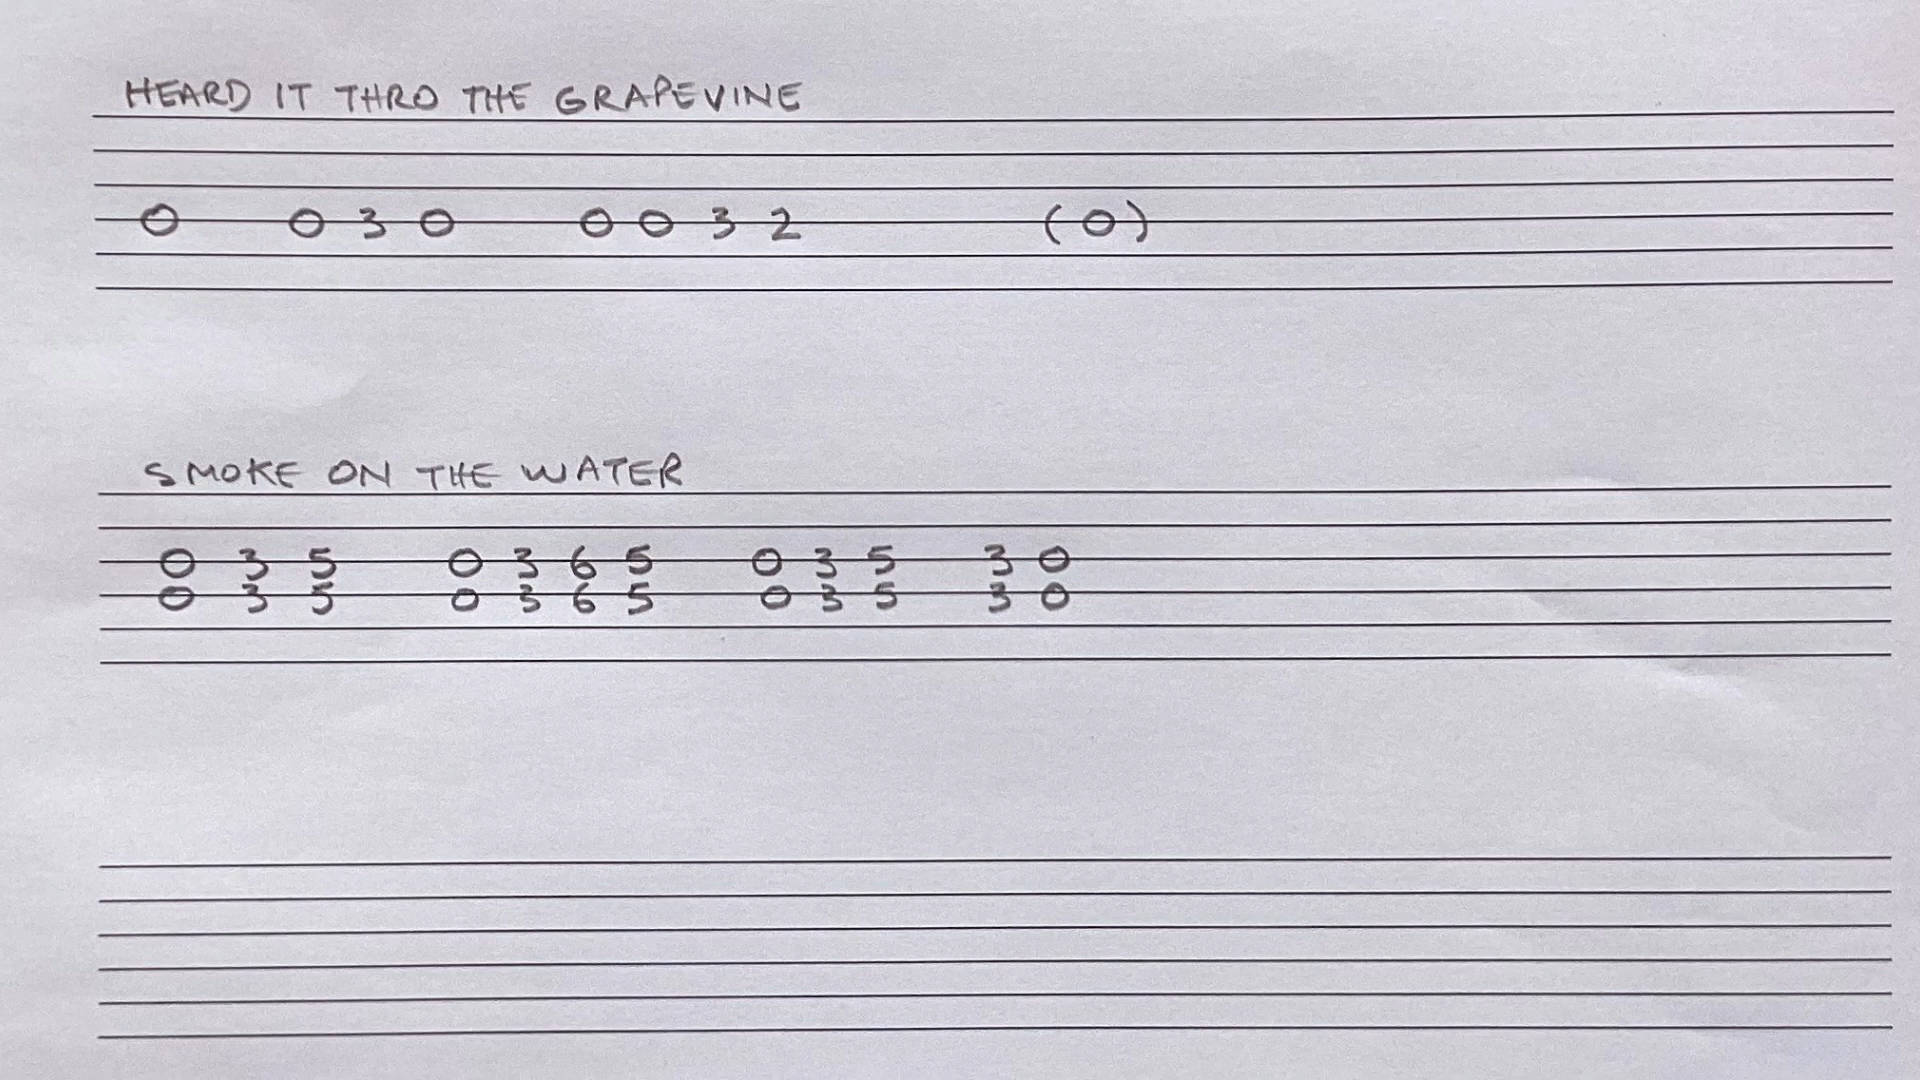 HEARD IT THRO THE GRAPEVINE
0 0 3 0 0 0 3 2 (0)
SMOKE ON THE WATER
0 3 5 0 3 6 5 0 3 5 3 0
0 3 5 0 3 6 5 0 3 5 3 0